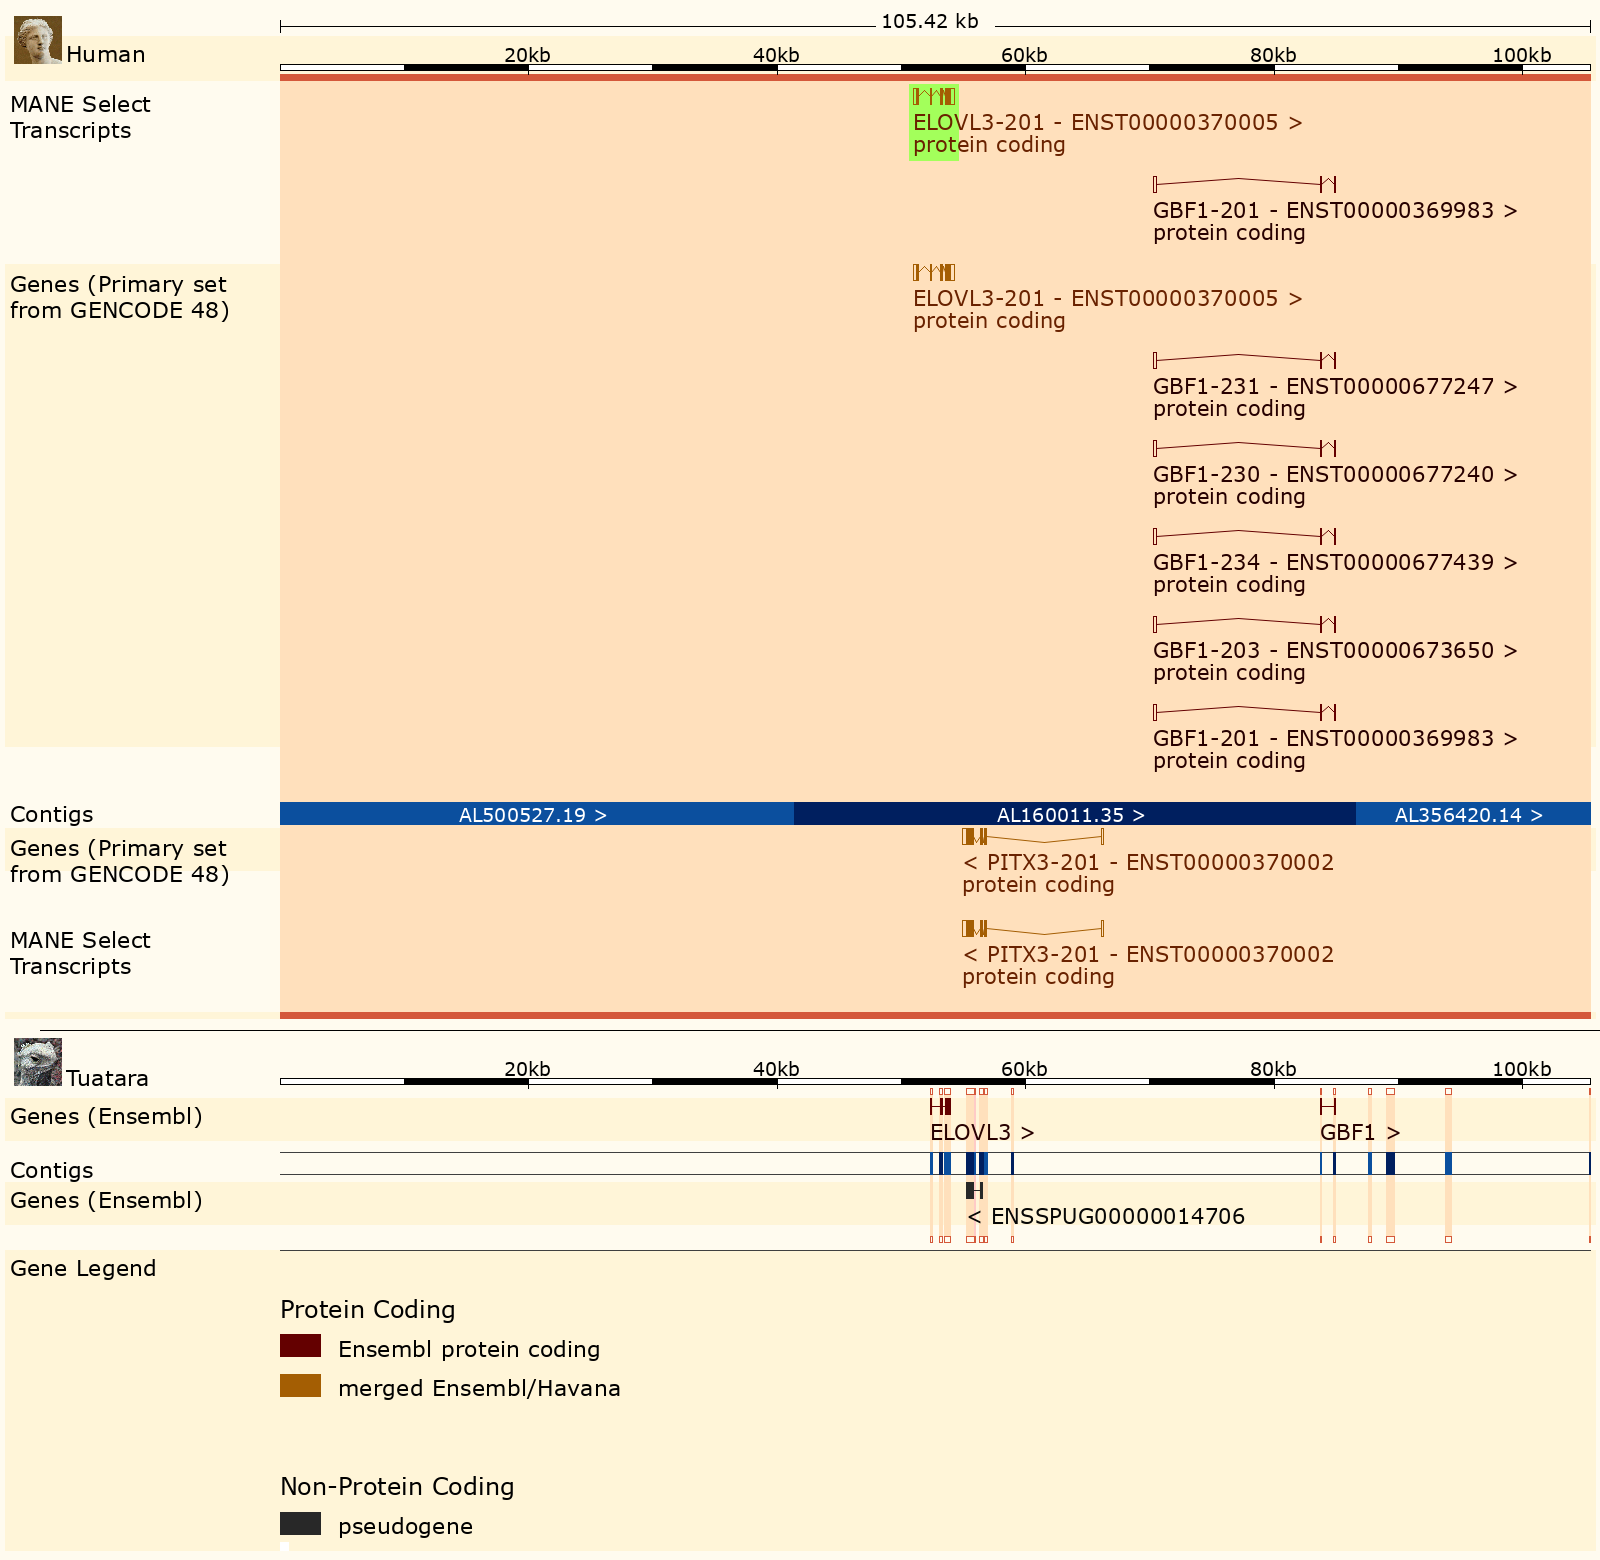 105.42 kb
Human
20kb 40kb 60kb 80kb 100kb
MANE Select
Transcripts
ELOVL3-201 - ENST00000370005 >
protein coding
GBF1-201 - ENST00000369983 >
protein coding
Genes (Primary set
from GENCODE 48)
ELOVL3-201 - ENST00000370005 >
protein coding
GBF1-231 - ENST00000677247 >
protein coding
GBF1-230 - ENST00000677240 >
protein coding
GBF1-234 - ENST00000677439 >
protein coding
GBF1-203 - ENST00000673650 >
protein coding
GBF1-201 - ENST00000369983 >
protein coding
Contigs
AL500527.19 > AL160011.35 > AL356420.14 >
Genes (Primary set
from GENCODE 48)
< PITX3-201 - ENST00000370002
protein coding
MANE Select
Transcripts
< PITX3-201 - ENST00000370002
protein coding
Tuatara
20kb 40kb 60kb 80kb 100kb
Genes (Ensembl)
ELOVL3 > GBF1 >
Contigs
Genes (Ensembl)
< ENSSPUG00000014706
Gene Legend
Protein Coding
Ensembl protein coding
merged Ensembl/Havana
Non-Protein Coding
pseudogene